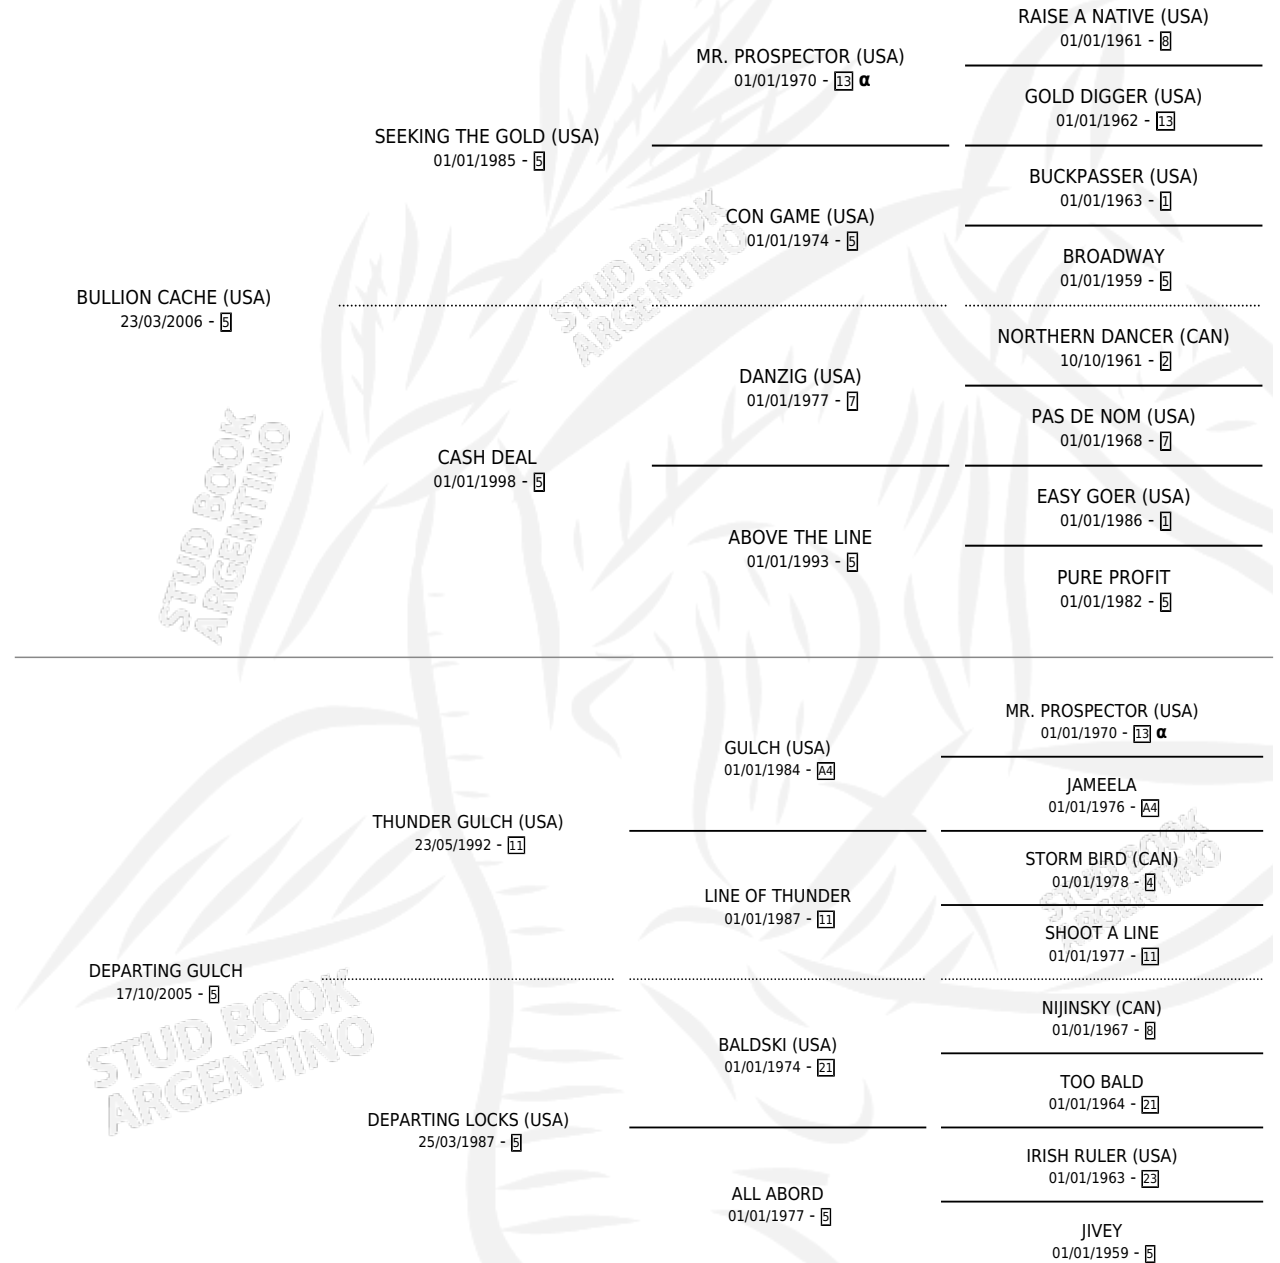 RAISE A NATIVE (USA)
01/01/1961 - 8
MR. PROSPECTOR (USA)
01/01/1970 - 13 α
GOLD DIGGER (USA)
01/01/1962 - 13
SEEKING THE GOLD (USA)
01/01/1985 - 5
BUCKPASSER (USA)
01/01/1963 - 1
CON GAME (USA)
01/01/1974 - 5
BROADWAY
01/01/1959 - 5
BULLION CACHE (USA)
23/03/2006 - 5
NORTHERN DANCER (CAN)
10/10/1961 - 2
DANZIG (USA)
01/01/1977 - 7
PAS DE NOM (USA)
01/01/1968 - 7
CASH DEAL
01/01/1998 - 5
EASY GOER (USA)
01/01/1986 - 1
ABOVE THE LINE
01/01/1993 - 5
PURE PROFIT
01/01/1982 - 5
STUD BOOK
ARGENTINO
STUD BOOK
ARGENTINO
MR. PROSPECTOR (USA)
01/01/1970 - 13 α
GULCH (USA)
01/01/1984 - A4
JAMEELA
01/01/1976 - A4
THUNDER GULCH (USA)
23/05/1992 - 11
STORM BIRD (CAN)
01/01/1978 - 4
LINE OF THUNDER
01/01/1987 - 11
SHOOT A LINE
01/01/1977 - 11
DEPARTING GULCH
17/10/2005 - 5
NIJINSKY (CAN)
01/01/1967 - 8
BALDSKI (USA)
01/01/1974 - 21
TOO BALD
01/01/1964 - 21
DEPARTING LOCKS (USA)
25/03/1987 - 5
IRISH RULER (USA)
01/01/1963 - 23
ALL ABORD
01/01/1977 - 5
JIVEY
01/01/1959 - 5
STUD BOOK
ARGENTINO
STUD BOOK
ARGENTINO